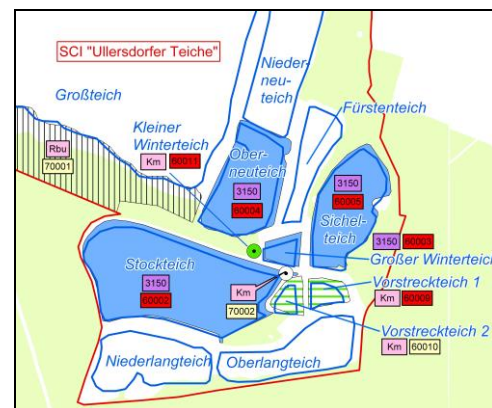 SCI "Ullersdorfer Teiche"
Nieder-
neu-
teich
Großteich
Fürstenteich
Kleiner
Winterteich
Km 60011
Rbu
70001
Ober-
neuteich
3150
60004
3150
60005
Sichel-
teich
3150 60003
Großer Winterteich
Stockteich
3150
60002
Km
70002
Vorstreckteich 1
Km 60009
Vorstreckteich 2
Km 60010
Niederlangteich
Oberlangteich